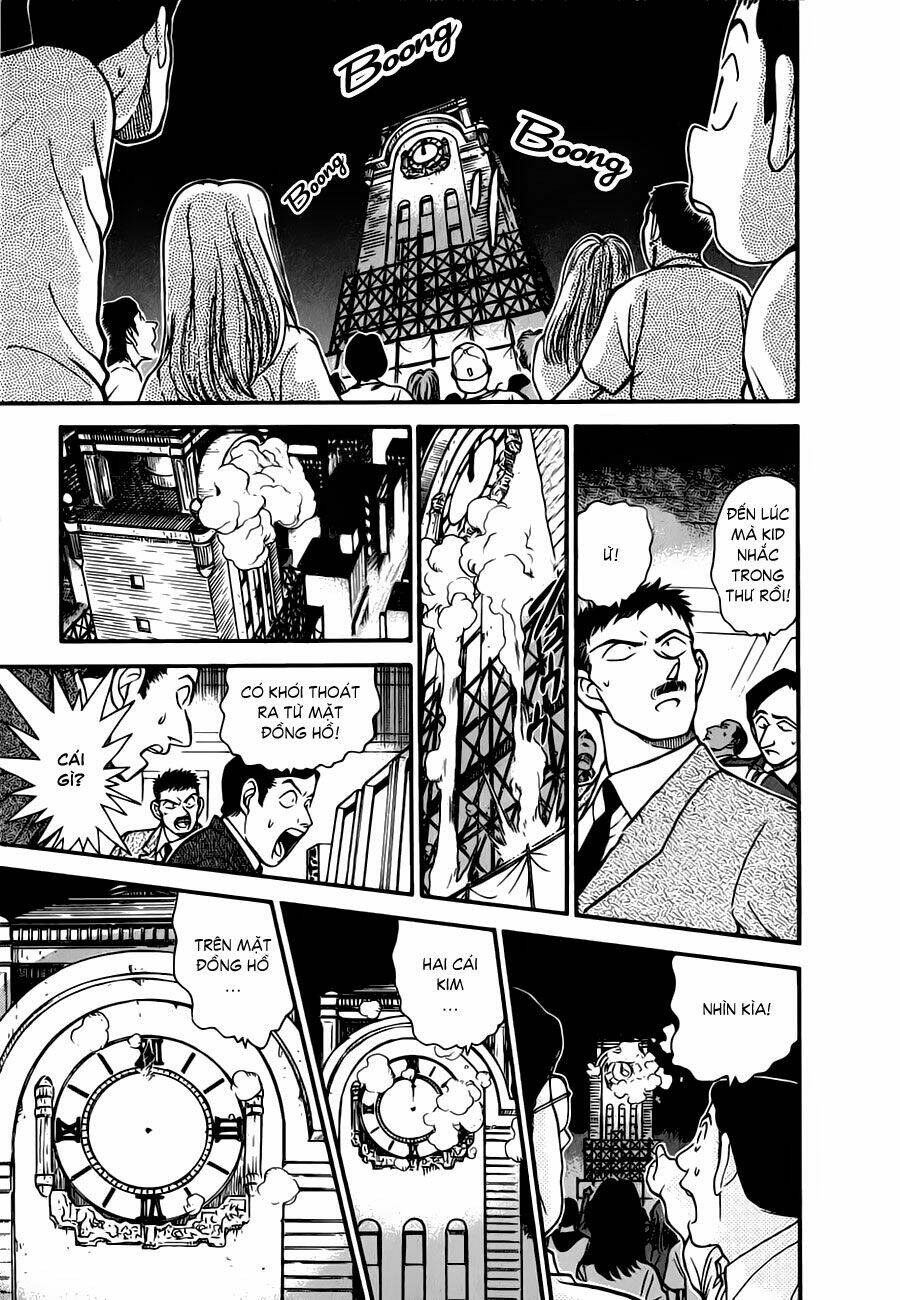 Boong
Boong
Boong
ĐẾN LÚC
MÀ KID
NHẮC
TRONG
THƯ RỒI!
Ử!
CÓ KHÓI THOÁT
RA TỪ MẶT
ĐỒNG HỒ!
CÁI
GÌ?
NHÌN KÌA!
HAI CÁI
KIM
...
TRÊN MẶT
ĐỒNG HỒ
...